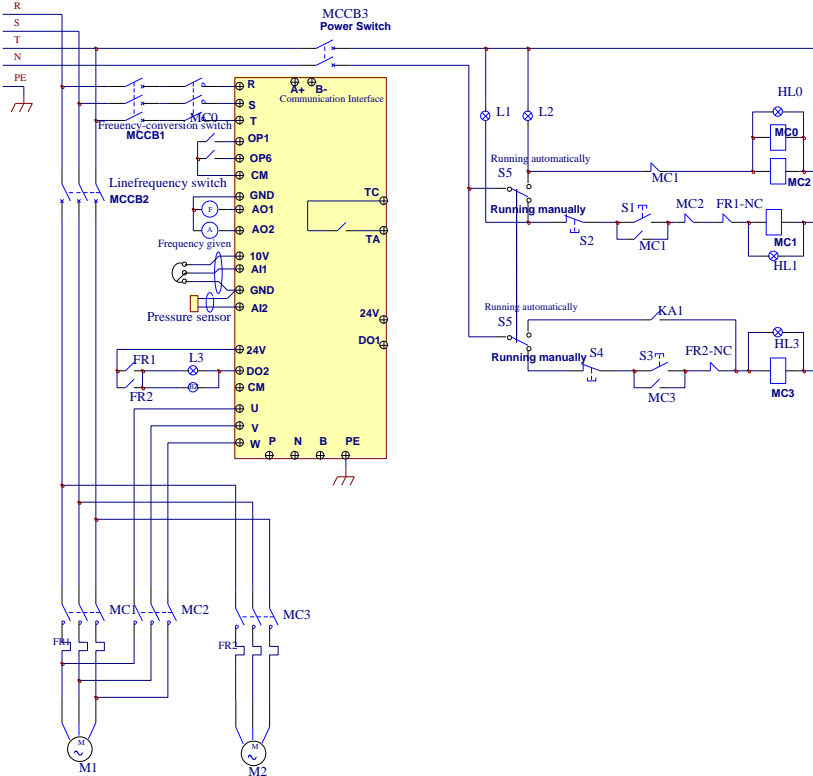 R
S
T
N
PE
MCCB3
Power Switch
R
S
T
OP1
OP6
CM
GND
AO1
AO2
10V
AI1
GND
AI2
24V
DO2
CM
U
V
W
P
N
B
PE
A+
B-
Communication Interface
TC
TA
24V
DO1
MC0
Freuency-conversion switch
MCCB1
Linefrequency switch
MCCB2
F
A
Frequency given
Pressure sensor
FR1
L3
FR2
BZ
L1
L2
HL0
MC0
MC2
Running automatically
S5
MC1
Running manually
S2
S1
MC1
MC2
FR1-NC
MC1
HL1
Running automatically
S5
KA1
Running manually
S4
S3
MC3
FR2-NC
HL3
MC3
MC1
MC2
MC3
FR1
FR2
M
M1
M
M2